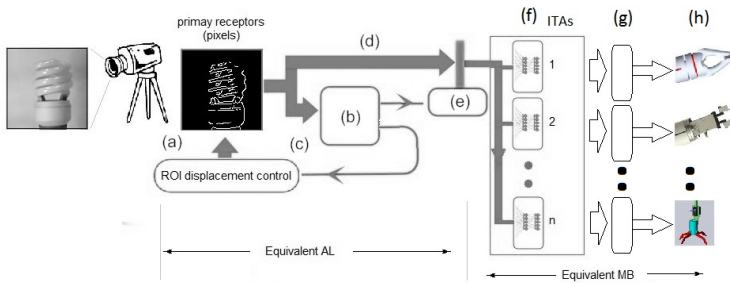 (f)
ITAs
(g)
(h)
primay receptors
(pixels)
(d)
1
(e)
(b)
2
(a)
(c)
ROI displacement control
n
Equivalent AL
Equivalent MB